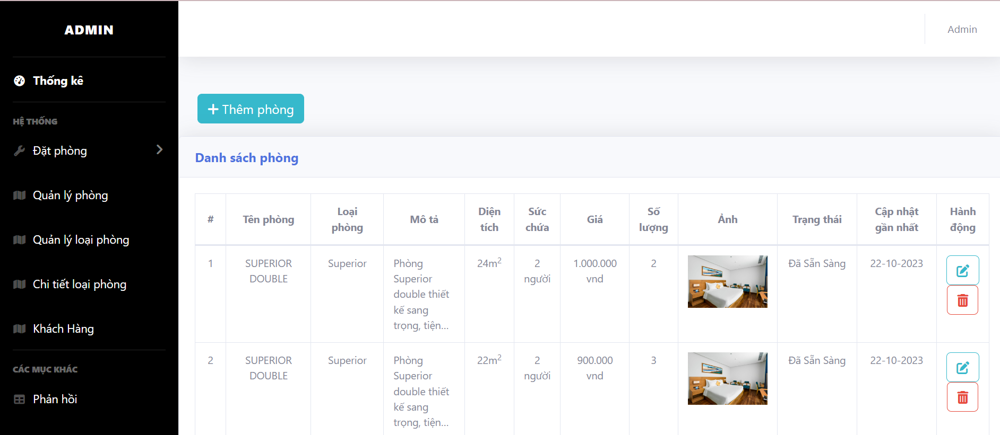 ADMIN
Admin
Thống kê
HỆ THỐNG
Đặt phòng
Quản lý phòng
Quản lý loại phòng
Chi tiết loại phòng
Khách Hàng
CÁC MỤC KHÁC
Phản hồi
Thêm phòng
Danh sách phòng
#
Tên phòng
Loại
phòng
Mô tả
Diện
tích
Sức
chứa
Giá
Số
lượng
Ảnh
Trạng thái
Cập nhật
gần nhất
Hành
động
1
SUPERIOR
DOUBLE
Superior
Phòng
Superior
double thiết
kế sang
trọng, tiện...
24m²
2
người
1.000.000
vnd
2
Đã Sẵn Sàng
22-10-2023
2
SUPERIOR
DOUBLE
Superior
Phòng
Superior
double thiết
kế sang
trọng, tiện...
22m²
2
người
900.000
vnd
3
Đã Sẵn Sàng
22-10-2023